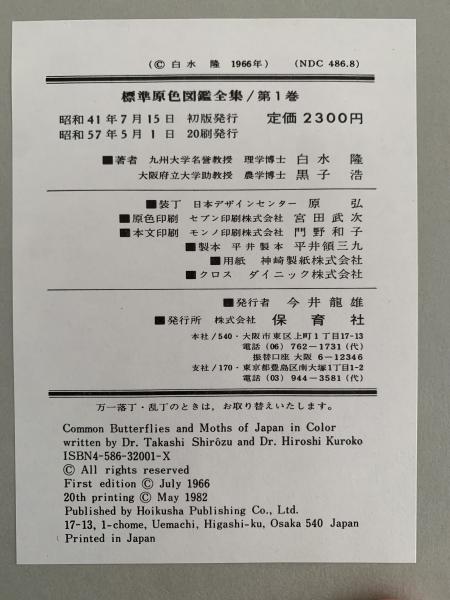 (© 白水 隆 1966年) (NDC 486.8)
標準原色図鑑全集/第1巻
昭和41年7月15日 初版発行 定価2300円
昭和57年5月1日 20刷発行
■著者 九州大学名誉教授 理学博士 白水 隆
大阪府立大学助教授 農学博士 黒子 浩
■装丁 日本デザインセンター 原 弘
■原色印刷 セブン印刷株式会社 宮田武次
■本文印刷 モンノ印刷株式会社 門野和子
■製本 平井製本 平井領三九
■用紙 神崎製紙株式会社
■クロス ダイニック株式会社
■発行者 今井龍雄
■発行所 株式会社 保育社
本社/540・大阪市東区上町1丁目17-13
電話 (06) 762-1731(代)
振替口座 大阪 6-12346
支社/170・東京都豊島区南大塚1丁目1-2
電話 (03) 944-3581(代)
万一落丁・乱丁のときは,お取り替えいたします。
Common Butterflies and Moths of Japan in Color
written by Dr. Takashi Shirôzu and Dr. Hiroshi Kuroko
ISBN4-586-32001-X
© All rights reserved
First edition © July 1966
20th printing © May 1982
Published by Hoikusha Publishing Co., Ltd.
17-13, 1-chome, Uemachi, Higashi-ku, Osaka 540 Japan
Printed in Japan